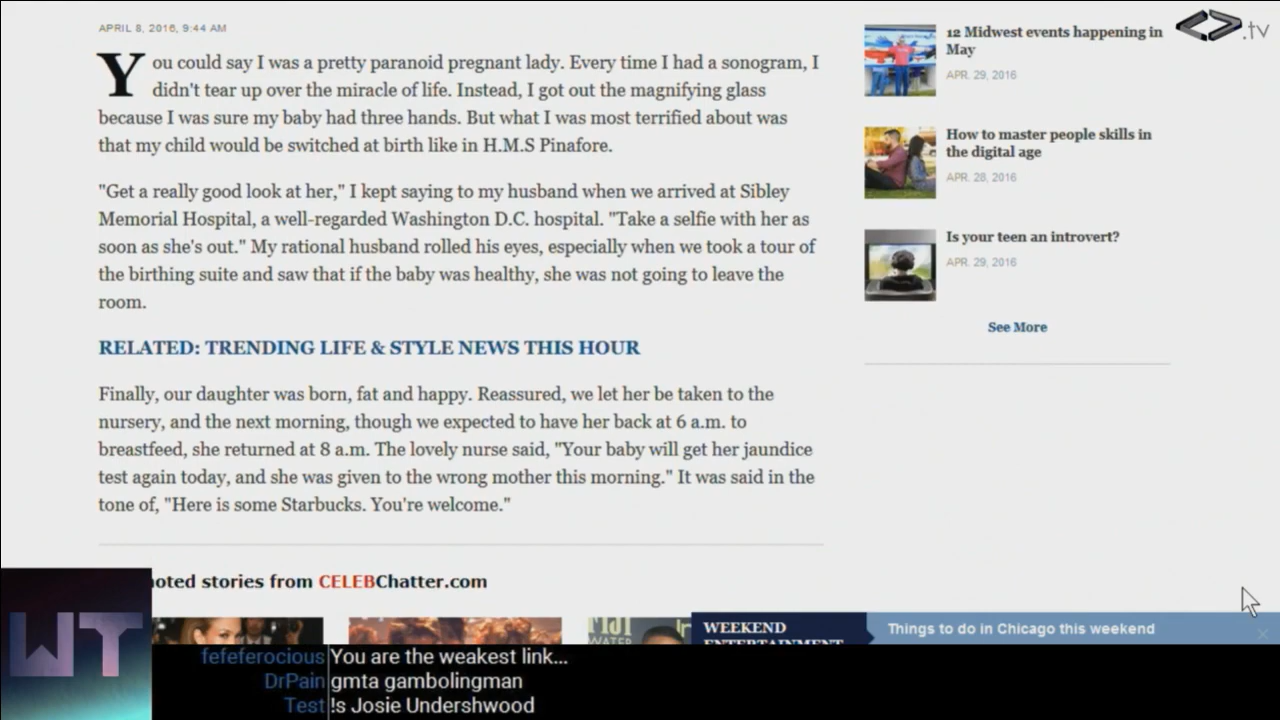 APRIL 8, 2016, 9:44 AM
You could say I was a pretty paranoid pregnant lady. Every time I had a sonogram, I
didn't tear up over the miracle of life. Instead, I got out the magnifying glass
because I was sure my baby had three hands. But what I was most terrified about was
that my child would be switched at birth like in H.M.S Pinafore.
"Get a really good look at her," I kept saying to my husband when we arrived at Sibley
Memorial Hospital, a well-regarded Washington D.C. hospital. "Take a selfie with her as
soon as she's out." My rational husband rolled his eyes, especially when we took a tour of
the birthing suite and saw that if the baby was healthy, she was not going to leave the
room.
RELATED: TRENDING LIFE & STYLE NEWS THIS HOUR
Finally, our daughter was born, fat and happy. Reassured, we let her be taken to the
nursery, and the next morning, though we expected to have her back at 6 a.m. to
breastfeed, she returned at 8 a.m. The lovely nurse said, "Your baby will get her jaundice
test again today, and she was given to the wrong mother this morning." It was said in the
tone of, "Here is some Starbucks. You're welcome."
oted stories from CELEBChatter.com
12 Midwest events happening in
May
APR. 29, 2016
How to master people skills in
the digital age
APR. 28, 2016
Is your teen an introvert?
APR. 29, 2016
See More
.tv
FIJI
WATER
WEEKEND
ENTERTAINMENT
Things to do in Chicago this weekend
WT
fefeferocious You are the weakest link...
DrPain gmta gambolingman
Test !s Josie Undershwood